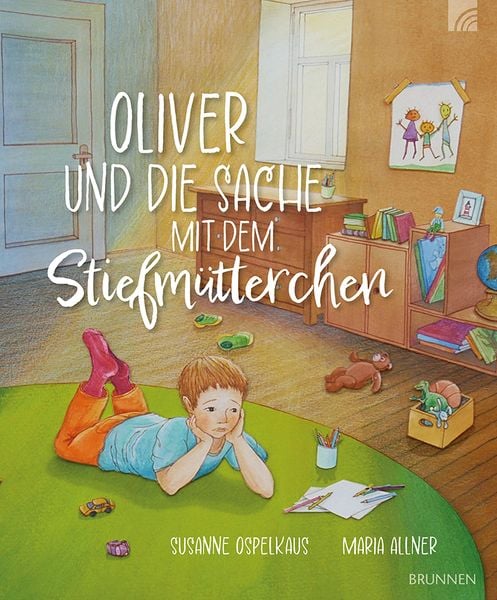 OLIVER
UND DIE SACHE
MIT DEM
Stiefmütterchen
SUSANNE OSPELKAUS MARIA ALLNER
BRUNNEN